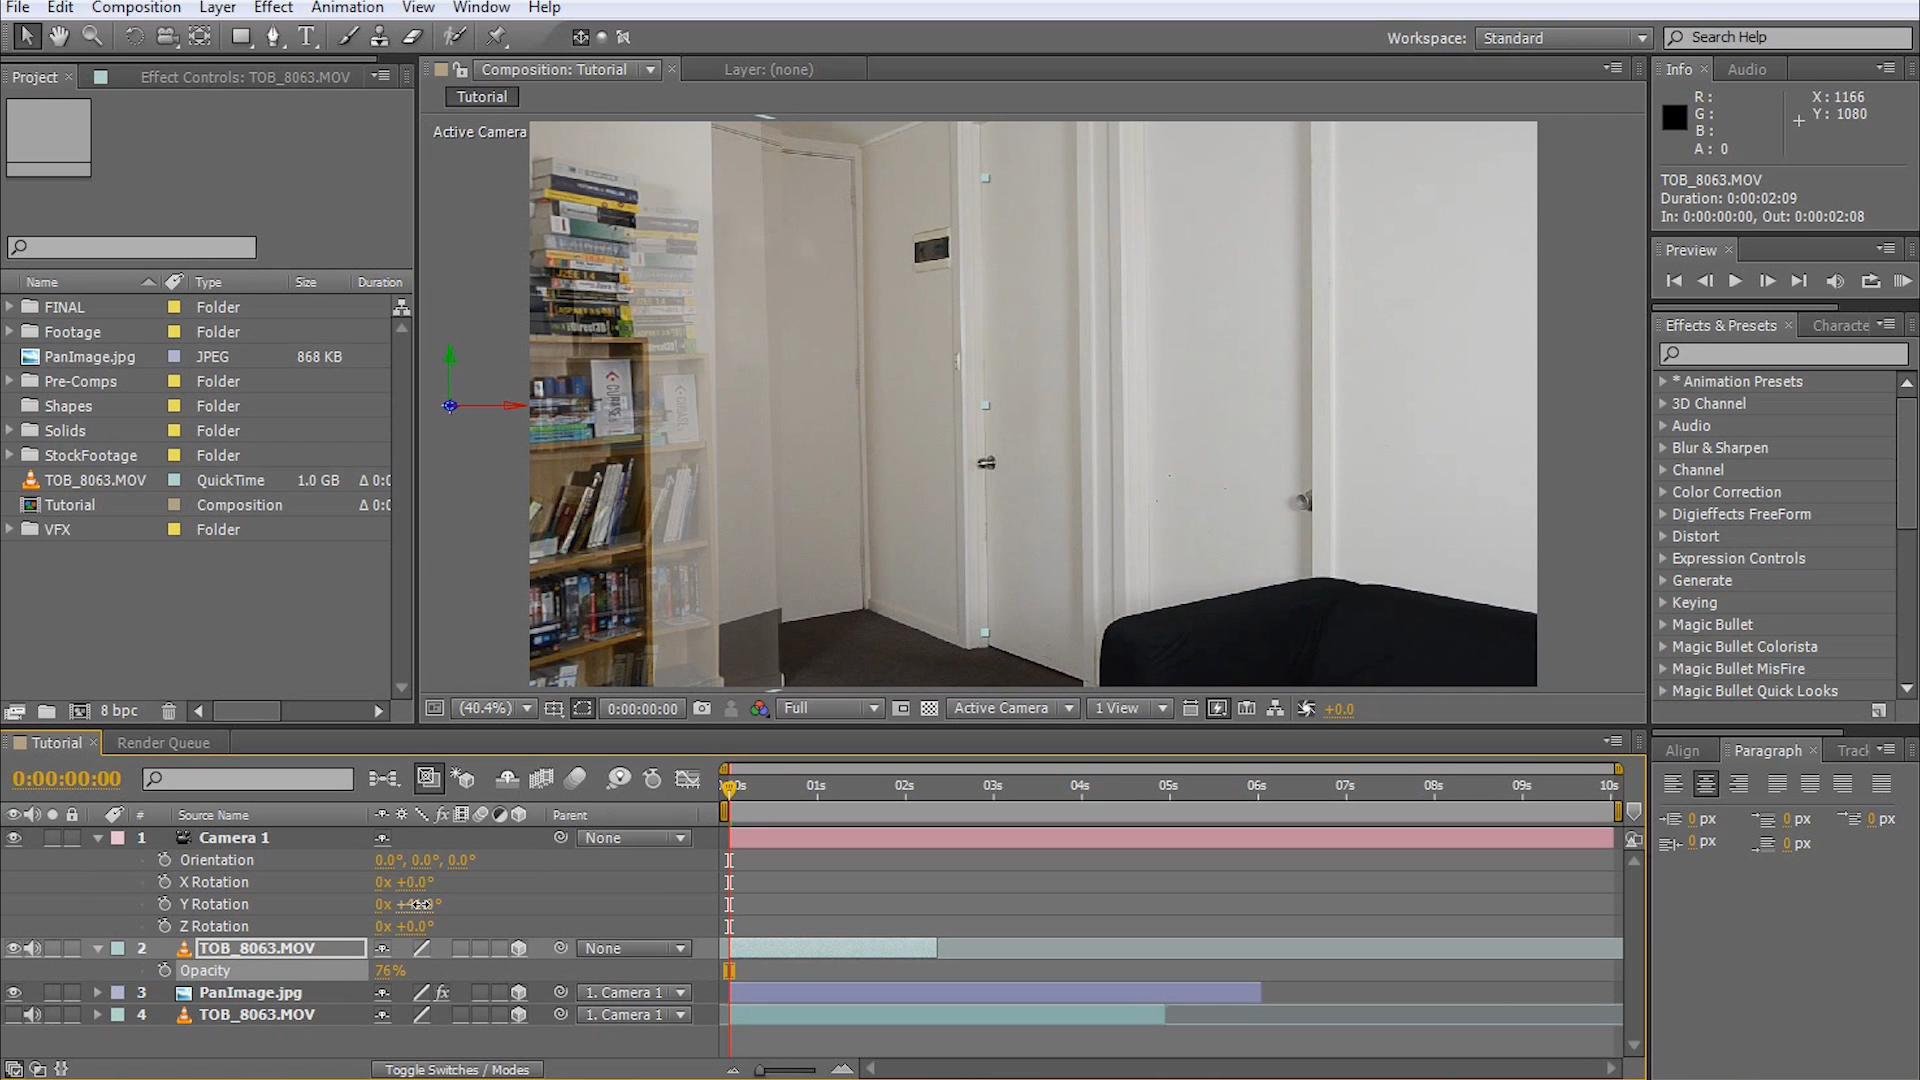 File Edit Composition Layer Effect Animation View Window Help
Workspace: Standard Search Help
Project × Effect Controls: TOB_8063.MOV
Composition: Tutorial × Layer: (none)
Info × Audio
Tutorial
Active Camera
R: X: 1166
G: Y: 1080
B:
A: 0
TOB_8063.MOV
Duration: 0:00:02:09
In: 0:00:00:00, Out: 0:00:02:08
Preview ×
Name Type Size Duration
FINAL Folder
Footage Folder
PanImage.jpg JPEG 868 KB
Pre-Comps Folder
Shapes Folder
Solids Folder
StockFootage Folder
TOB_8063.MOV QuickTime 1.0 GB Δ 0:0
Tutorial Composition Δ 0:0
VFX Folder
8 bpc
Effects & Presets × Characte
* Animation Presets
3D Channel
Audio
Blur & Sharpen
Channel
Color Correction
Digieffects FreeForm
Distort
Expression Controls
Generate
Keying
Magic Bullet
Magic Bullet Colorista
Magic Bullet MisFire
Magic Bullet Quick Looks
(40.4%) 0:00:00:00 Full Active Camera 1 View +0.0
Tutorial × Render Queue
Align Paragraph × Track
0:00:00:00
00s 01s 02s 03s 04s 05s 06s 07s 08s 09s 10s
# Source Name fx Parent
0 px 0 px 0 px
0 px 0 px
1 Camera 1 None
Orientation 0.0°, 0.0°, 0.0°
X Rotation 0x +0.0°
Y Rotation 0x
Z Rotation 0x +0.0°
2 TOB_8063.MOV None
Opacity 76%
3 PanImage.jpg fx 1. Camera 1
4 TOB_8063.MOV 1. Camera 1
Toggle Switches / Modes